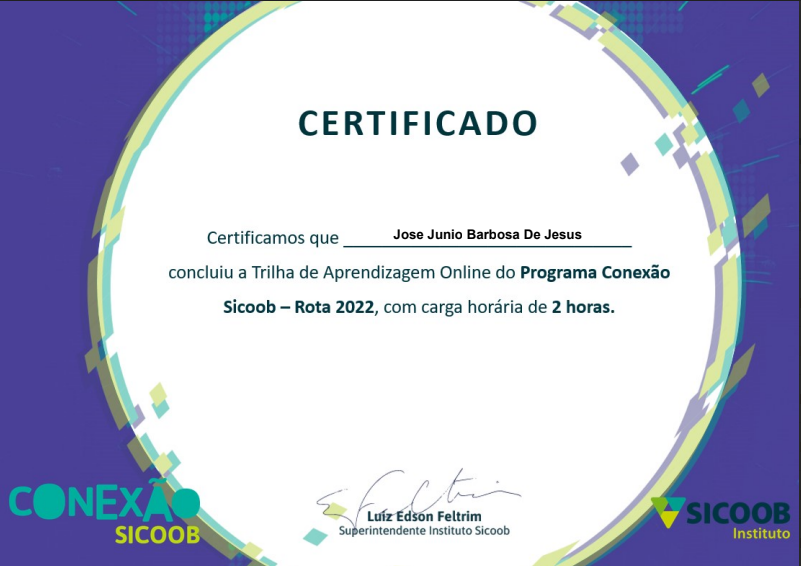 CERTIFICADO
Certificamos que Jose Junio Barbosa De Jesus
concluiu a Trilha de Aprendizagem Online do Programa Conexão
Sicoob – Rota 2022, com carga horária de 2 horas.
Luiz Edson Feltrim
Superintendente Instituto Sicoob
CONEXÃO
SICOOB
SICOOB
Instituto